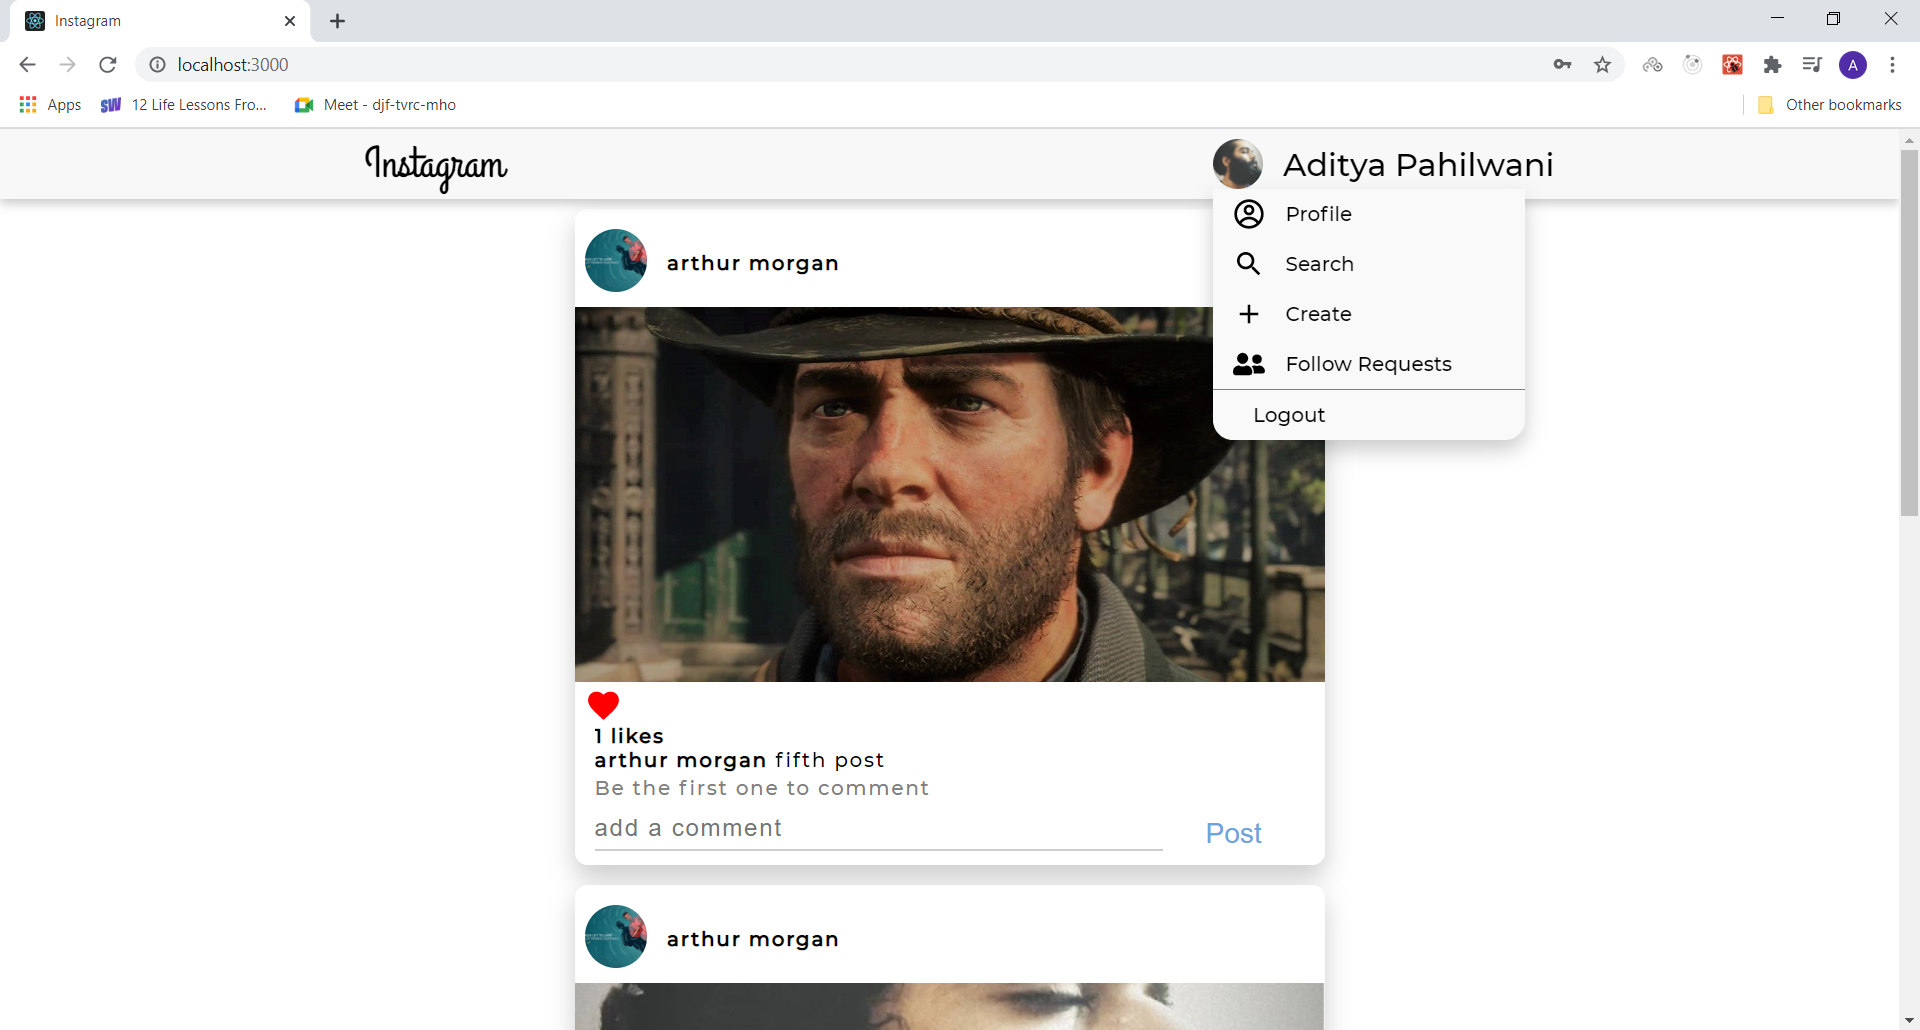 Instagram
localhost:3000
A
Apps
SW
12 Life Lessons Fro...
Meet - djf-tvrc-mho
Other bookmarks
Instagram
Aditya Pahilwani
Profile
Search
Create
Follow Requests
Logout
arthur morgan
1 likes
arthur morgan fifth post
Be the first one to comment
add a comment
Post
arthur morgan